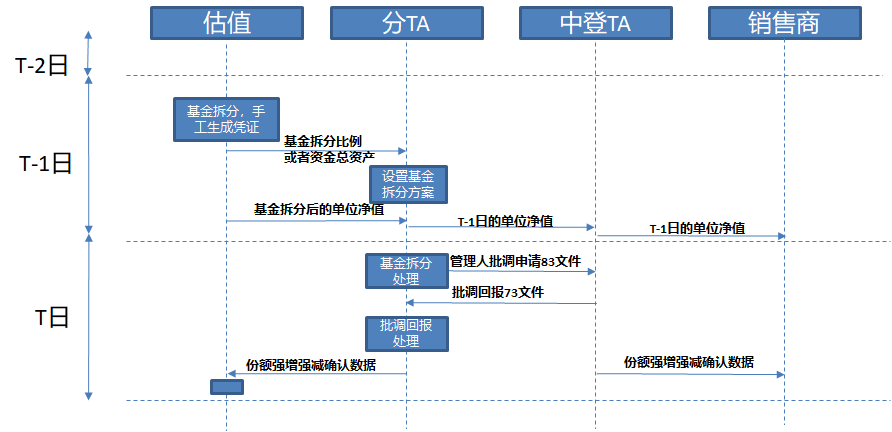 估值
分TA
中登TA
销售商
T-2日
基金拆分，手
工生成凭证
基金拆分比例
或者资金总资产
T-1日
设置基金
拆分方案
基金拆分后的单位净值
T-1日的单位净值
T-1日的单位净值
基金拆分
处理
管理人批调申请83文件
批调回报73文件
T日
批调回报
处理
份额强增强减确认数据
份额强增强减确认数据